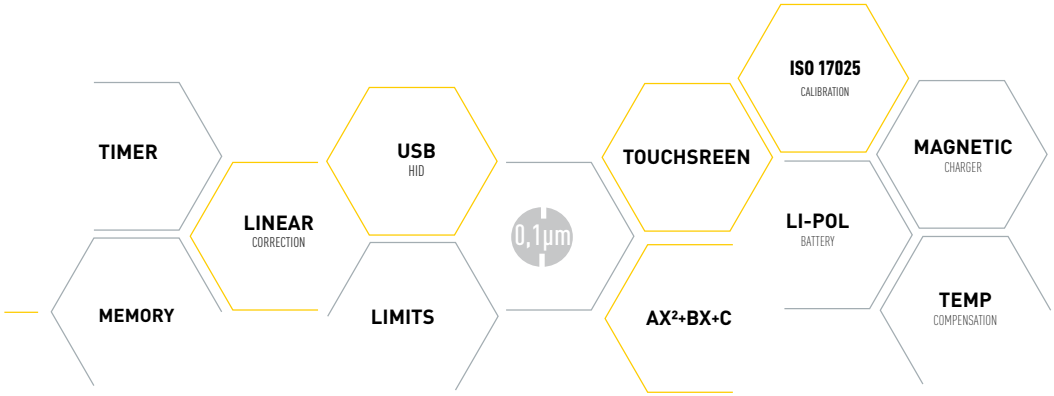 TIMER
MEMORY
LINEAR
CORRECTION
USB
HID
LIMITS
0,1µm
TOUCHSREEN
AX²+BX+C
ISO 17025
CALIBRATION
LI-POL
BATTERY
MAGNETIC
CHARGER
TEMP
COMPENSATION